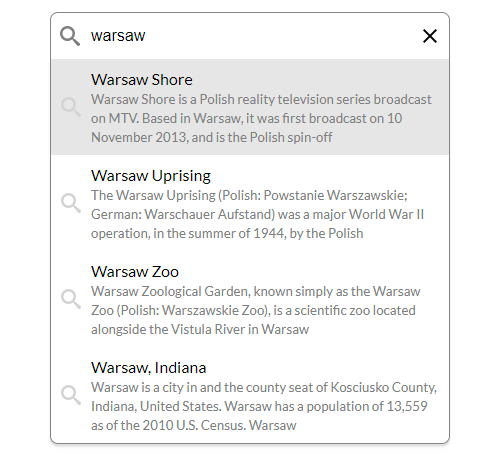 warsaw
Warsaw Shore
Warsaw Shore is a Polish reality television series broadcast
on MTV. Based in Warsaw, it was first broadcast on 10
November 2013, and is the Polish spin-off
Warsaw Uprising
The Warsaw Uprising (Polish: Powstanie Warszawskie;
German: Warschauer Aufstand) was a major World War II
operation, in the summer of 1944, by the Polish
Warsaw Zoo
Warsaw Zoological Garden, known simply as the Warsaw
Zoo (Polish: Warszawskie Zoo), is a scientific zoo located
alongside the Vistula River in Warsaw
Warsaw, Indiana
Warsaw is a city in and the county seat of Kosciusko County,
Indiana, United States. Warsaw has a population of 13,559
as of the 2010 U.S. Census. Warsaw